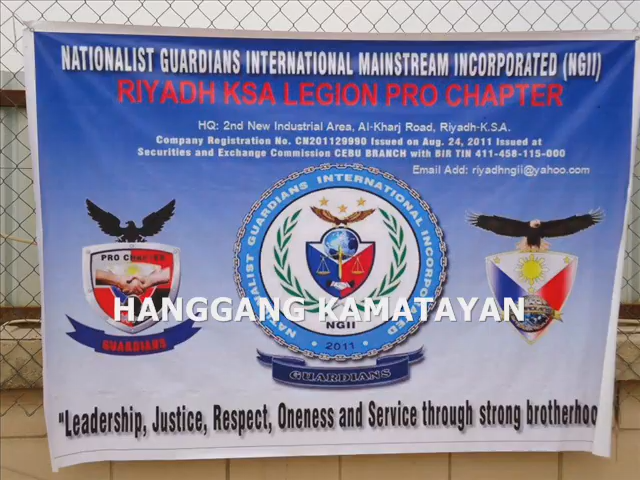 NATIONALIST GUARDIANS INTERNATIONAL MAINSTREAM INCORPORATED (NGII)
RIYADH KSA LEGION PRO CHAPTER
HQ: 2nd New Industrial Area, Al-Kharj Road, Riyadh-K.S.A.
Company Registration No. CN201129990 Issued on Aug. 24, 2011 Issued at
Securities and Exchange Commission CEBU BRANCH with BIR TIN 411-458-115-000
Email Add: riyadhngii@yahoo.com
NATIONALIST GUARDIANS INTERNATIONAL INCORPORATED
PRO CHAPTER
HANGGANG KAMATAYAN
NGII
GUARDIANS
2011
GUARDIANS
"Leadership, Justice, Respect, Oneness and Service through strong brotherhoo